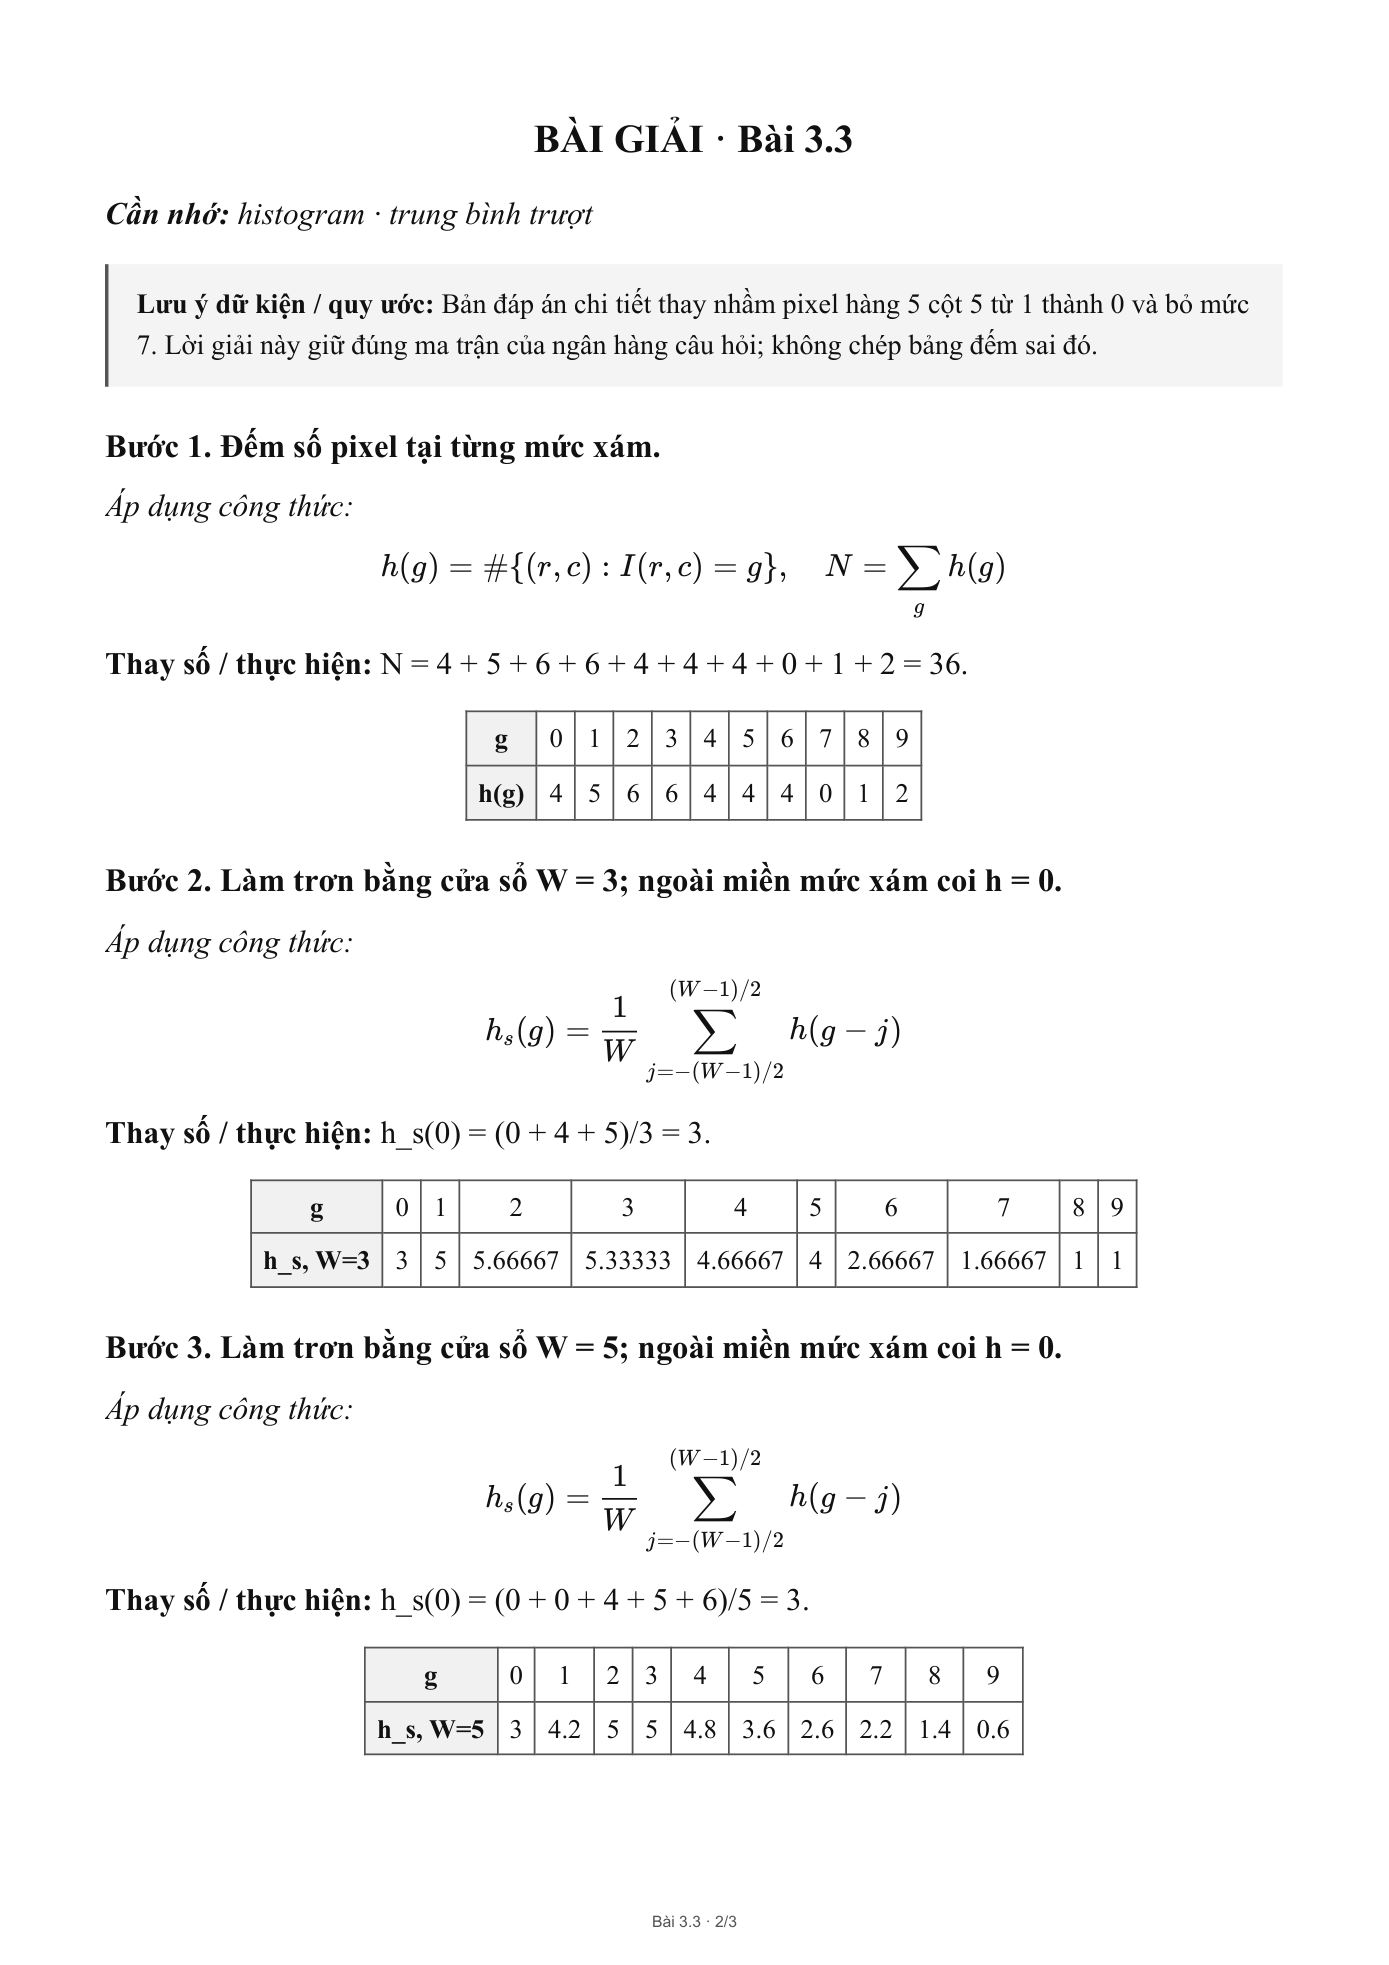 BÀI GIẢI · Bài 3.3
Cần nhớ: histogram · trung bình trượt
Lưu ý dữ kiện / quy ước: Bản đáp án chi tiết thay nhầm pixel hàng 5 cột 5 từ 1 thành 0 và bỏ mức
7. Lời giải này giữ đúng ma trận của ngân hàng câu hỏi; không chép bảng đếm sai đó.
Bước 1. Đếm số pixel tại từng mức xám.
Áp dụng công thức:
h(g) = #{(r, c) : I(r, c) = g},   N = ∑_g h(g)
Thay số / thực hiện: N = 4 + 5 + 6 + 6 + 4 + 4 + 4 + 0 + 1 + 2 = 36.
g 0 1 2 3 4 5 6 7 8 9
h(g) 4 5 6 6 4 4 4 0 1 2
Bước 2. Làm trơn bằng cửa sổ W = 3; ngoài miền mức xám coi h = 0.
Áp dụng công thức:
h_s(g) = 1/W ∑_{j=−(W−1)/2}^{(W−1)/2} h(g − j)
Thay số / thực hiện: h_s(0) = (0 + 4 + 5)/3 = 3.
g 0 1 2 3 4 5 6 7 8 9
h_s, W=3 3 5 5.66667 5.33333 4.66667 4 2.66667 1.66667 1 1
Bước 3. Làm trơn bằng cửa sổ W = 5; ngoài miền mức xám coi h = 0.
Áp dụng công thức:
h_s(g) = 1/W ∑_{j=−(W−1)/2}^{(W−1)/2} h(g − j)
Thay số / thực hiện: h_s(0) = (0 + 0 + 4 + 5 + 6)/5 = 3.
g 0 1 2 3 4 5 6 7 8 9
h_s, W=5 3 4.2 5 5 4.8 3.6 2.6 2.2 1.4 0.6
Bài 3.3 · 2/3